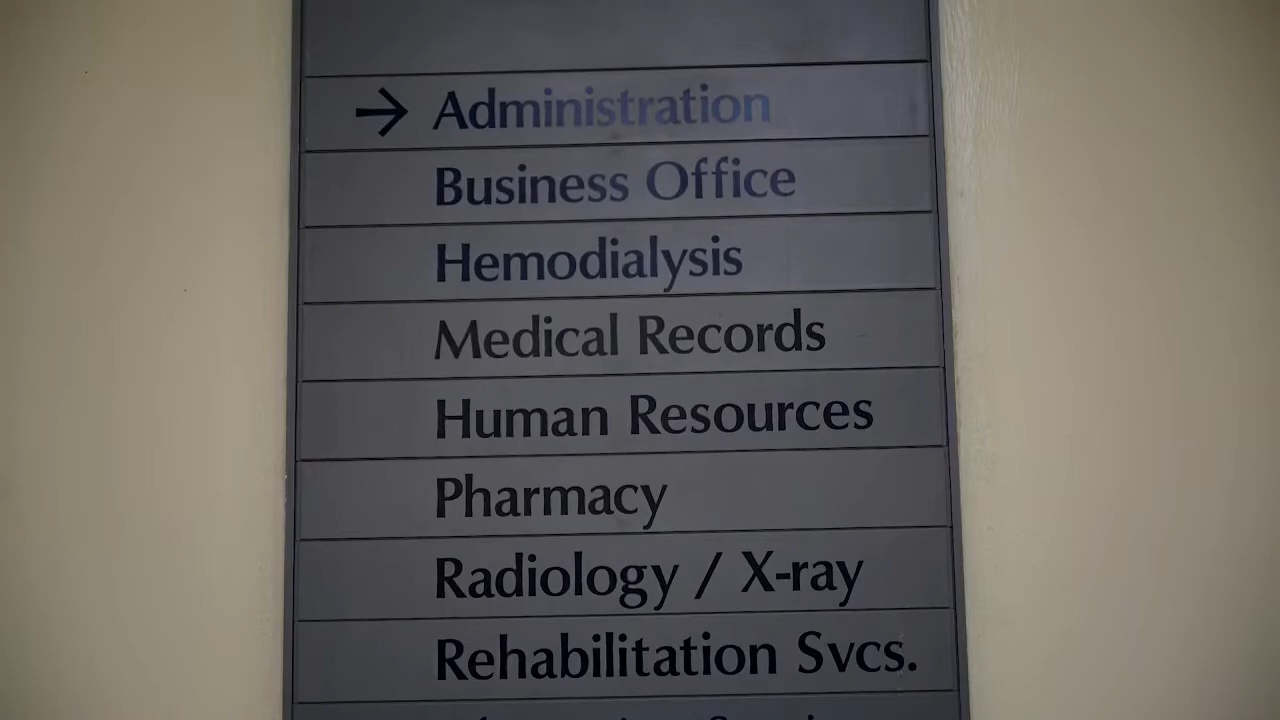 → Administration
Business Office
Hemodialysis
Medical Records
Human Resources
Pharmacy
Radiology / X-ray
Rehabilitation Svcs.